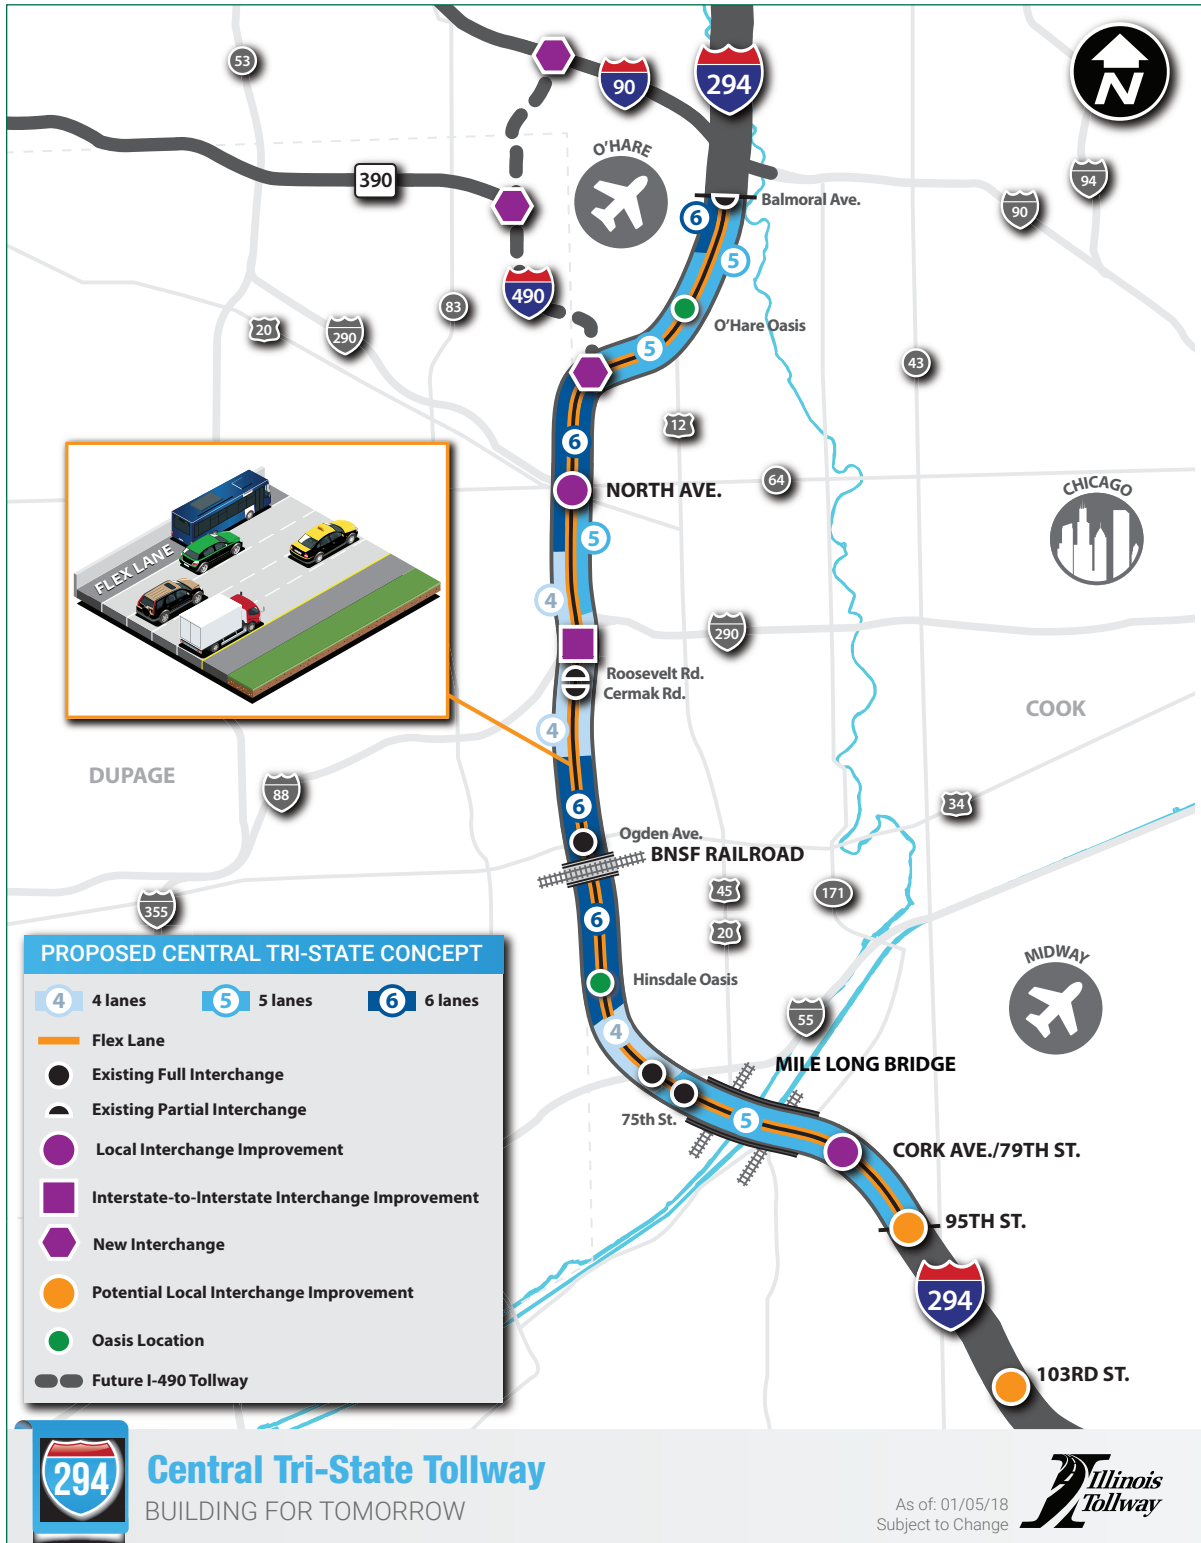 53
90
294
N
O'HARE
390
94
90
Balmoral Ave.
6
5
490
83
20
290
O'Hare Oasis
5
43
12
6
64
NORTH AVE.
CHICAGO
5
FLEX LANE
4
290
Roosevelt Rd.
Cermak Rd.
COOK
4
DUPAGE
88
6
34
Ogden Ave.
BNSF RAILROAD
45
171
355
6
20
Hinsdale Oasis
MIDWAY
55
4
MILE LONG BRIDGE
75th St.
5
CORK AVE./79TH ST.
95TH ST.
294
103RD ST.
PROPOSED CENTRAL TRI-STATE CONCEPT
4 4 lanes 5 5 lanes 6 6 lanes
Flex Lane
Existing Full Interchange
Existing Partial Interchange
Local Interchange Improvement
Interstate-to-Interstate Interchange Improvement
New Interchange
Potential Local Interchange Improvement
Oasis Location
Future I-490 Tollway
294
Central Tri-State Tollway
BUILDING FOR TOMORROW
As of: 01/05/18
Subject to Change
Illinois
Tollway